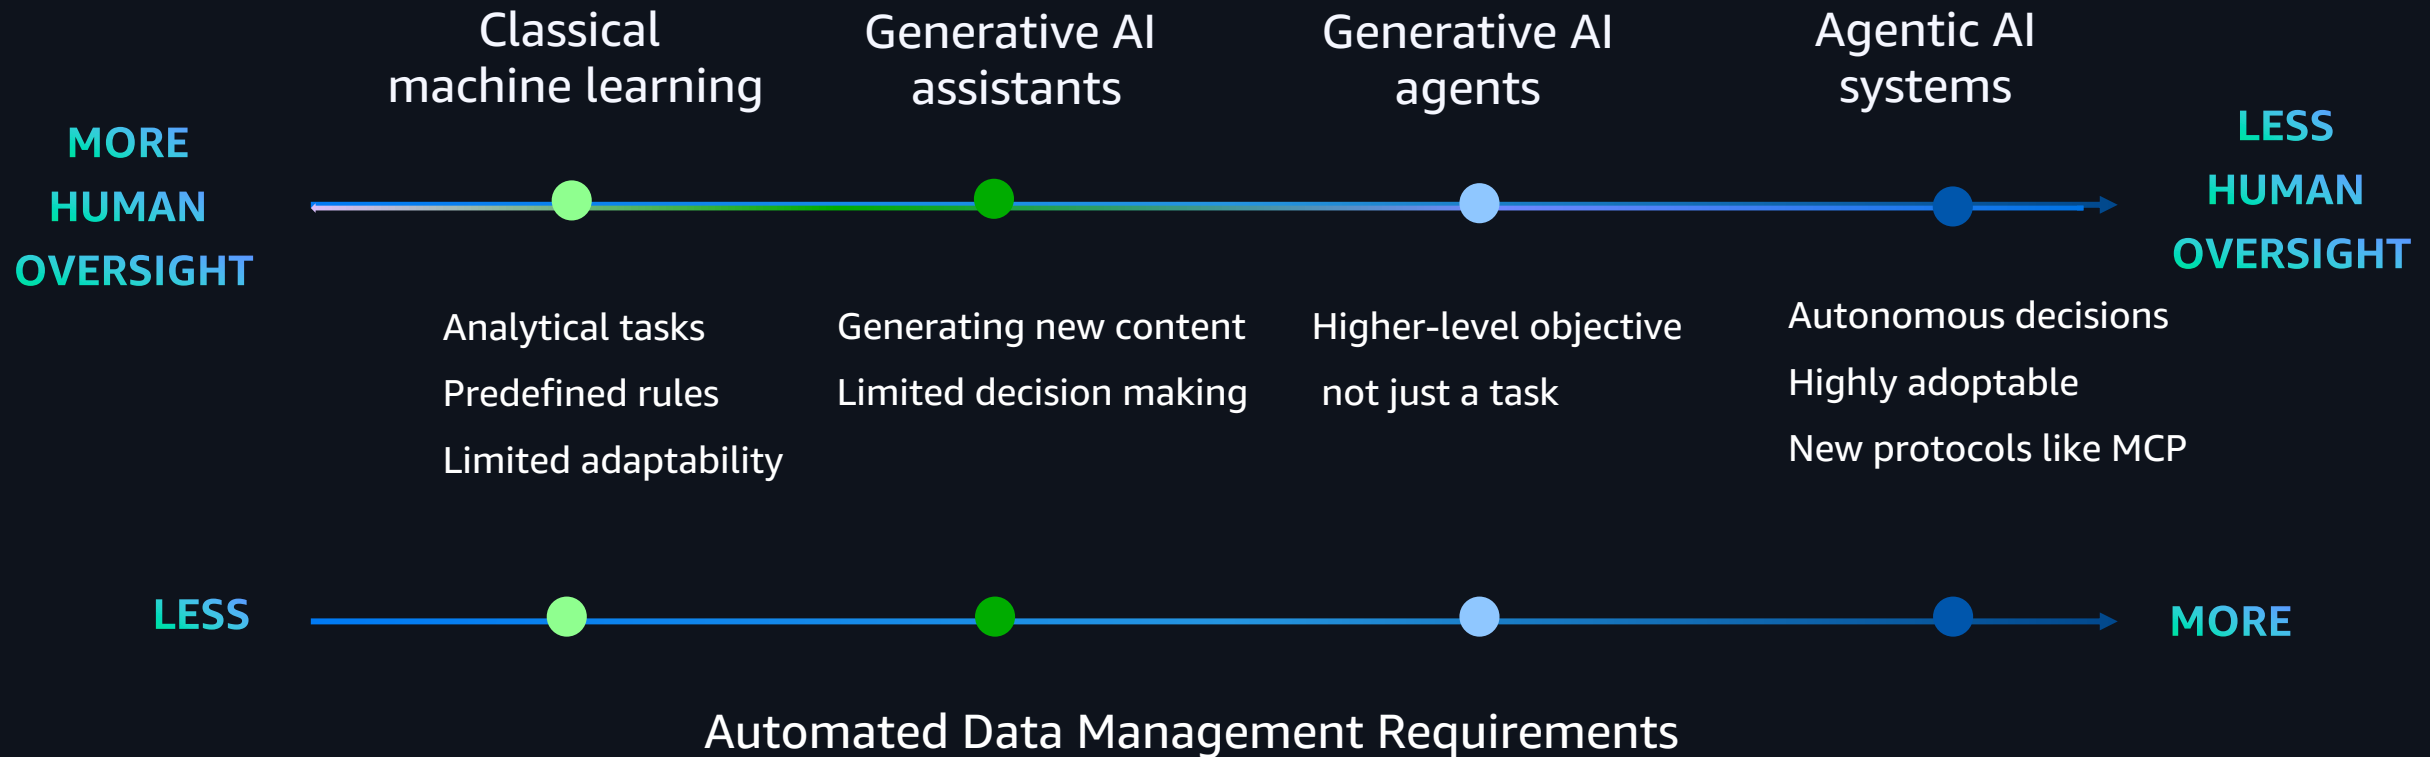 Classical
machine learning
Generative AI
assistants
Generative AI
agents
Agentic AI
systems
MORE
HUMAN
OVERSIGHT
LESS
HUMAN
OVERSIGHT
Analytical tasks
Predefined rules
Limited adaptability
Generating new content
Limited decision making
Higher-level objective
not just a task
Autonomous decisions
Highly adoptable
New protocols like MCP
LESS
MORE
Automated Data Management Requirements